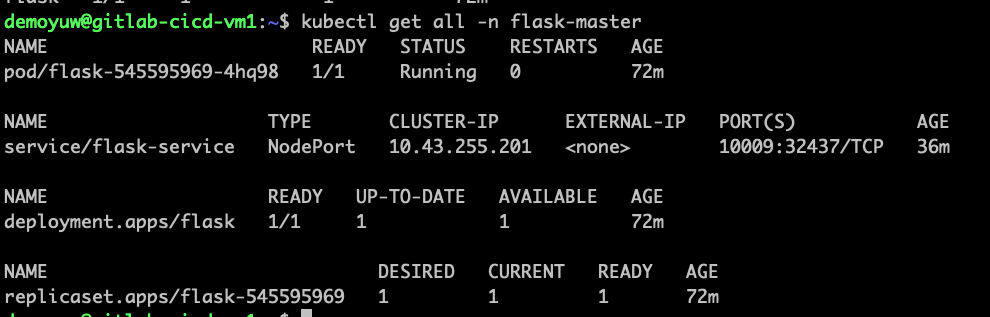 demoyuw@gitlab-cicd-vm1:~$ kubectl get all -n flask-master
NAME READY STATUS RESTARTS AGE
pod/flask-545595969-4hq98 1/1 Running 0 72m
NAME TYPE CLUSTER-IP EXTERNAL-IP PORT(S) AGE
service/flask-service NodePort 10.43.255.201 <none> 10009:32437/TCP 36m
NAME READY UP-TO-DATE AVAILABLE AGE
deployment.apps/flask 1/1 1 1 72m
NAME DESIRED CURRENT READY AGE
replicaset.apps/flask-545595969 1 1 1 72m